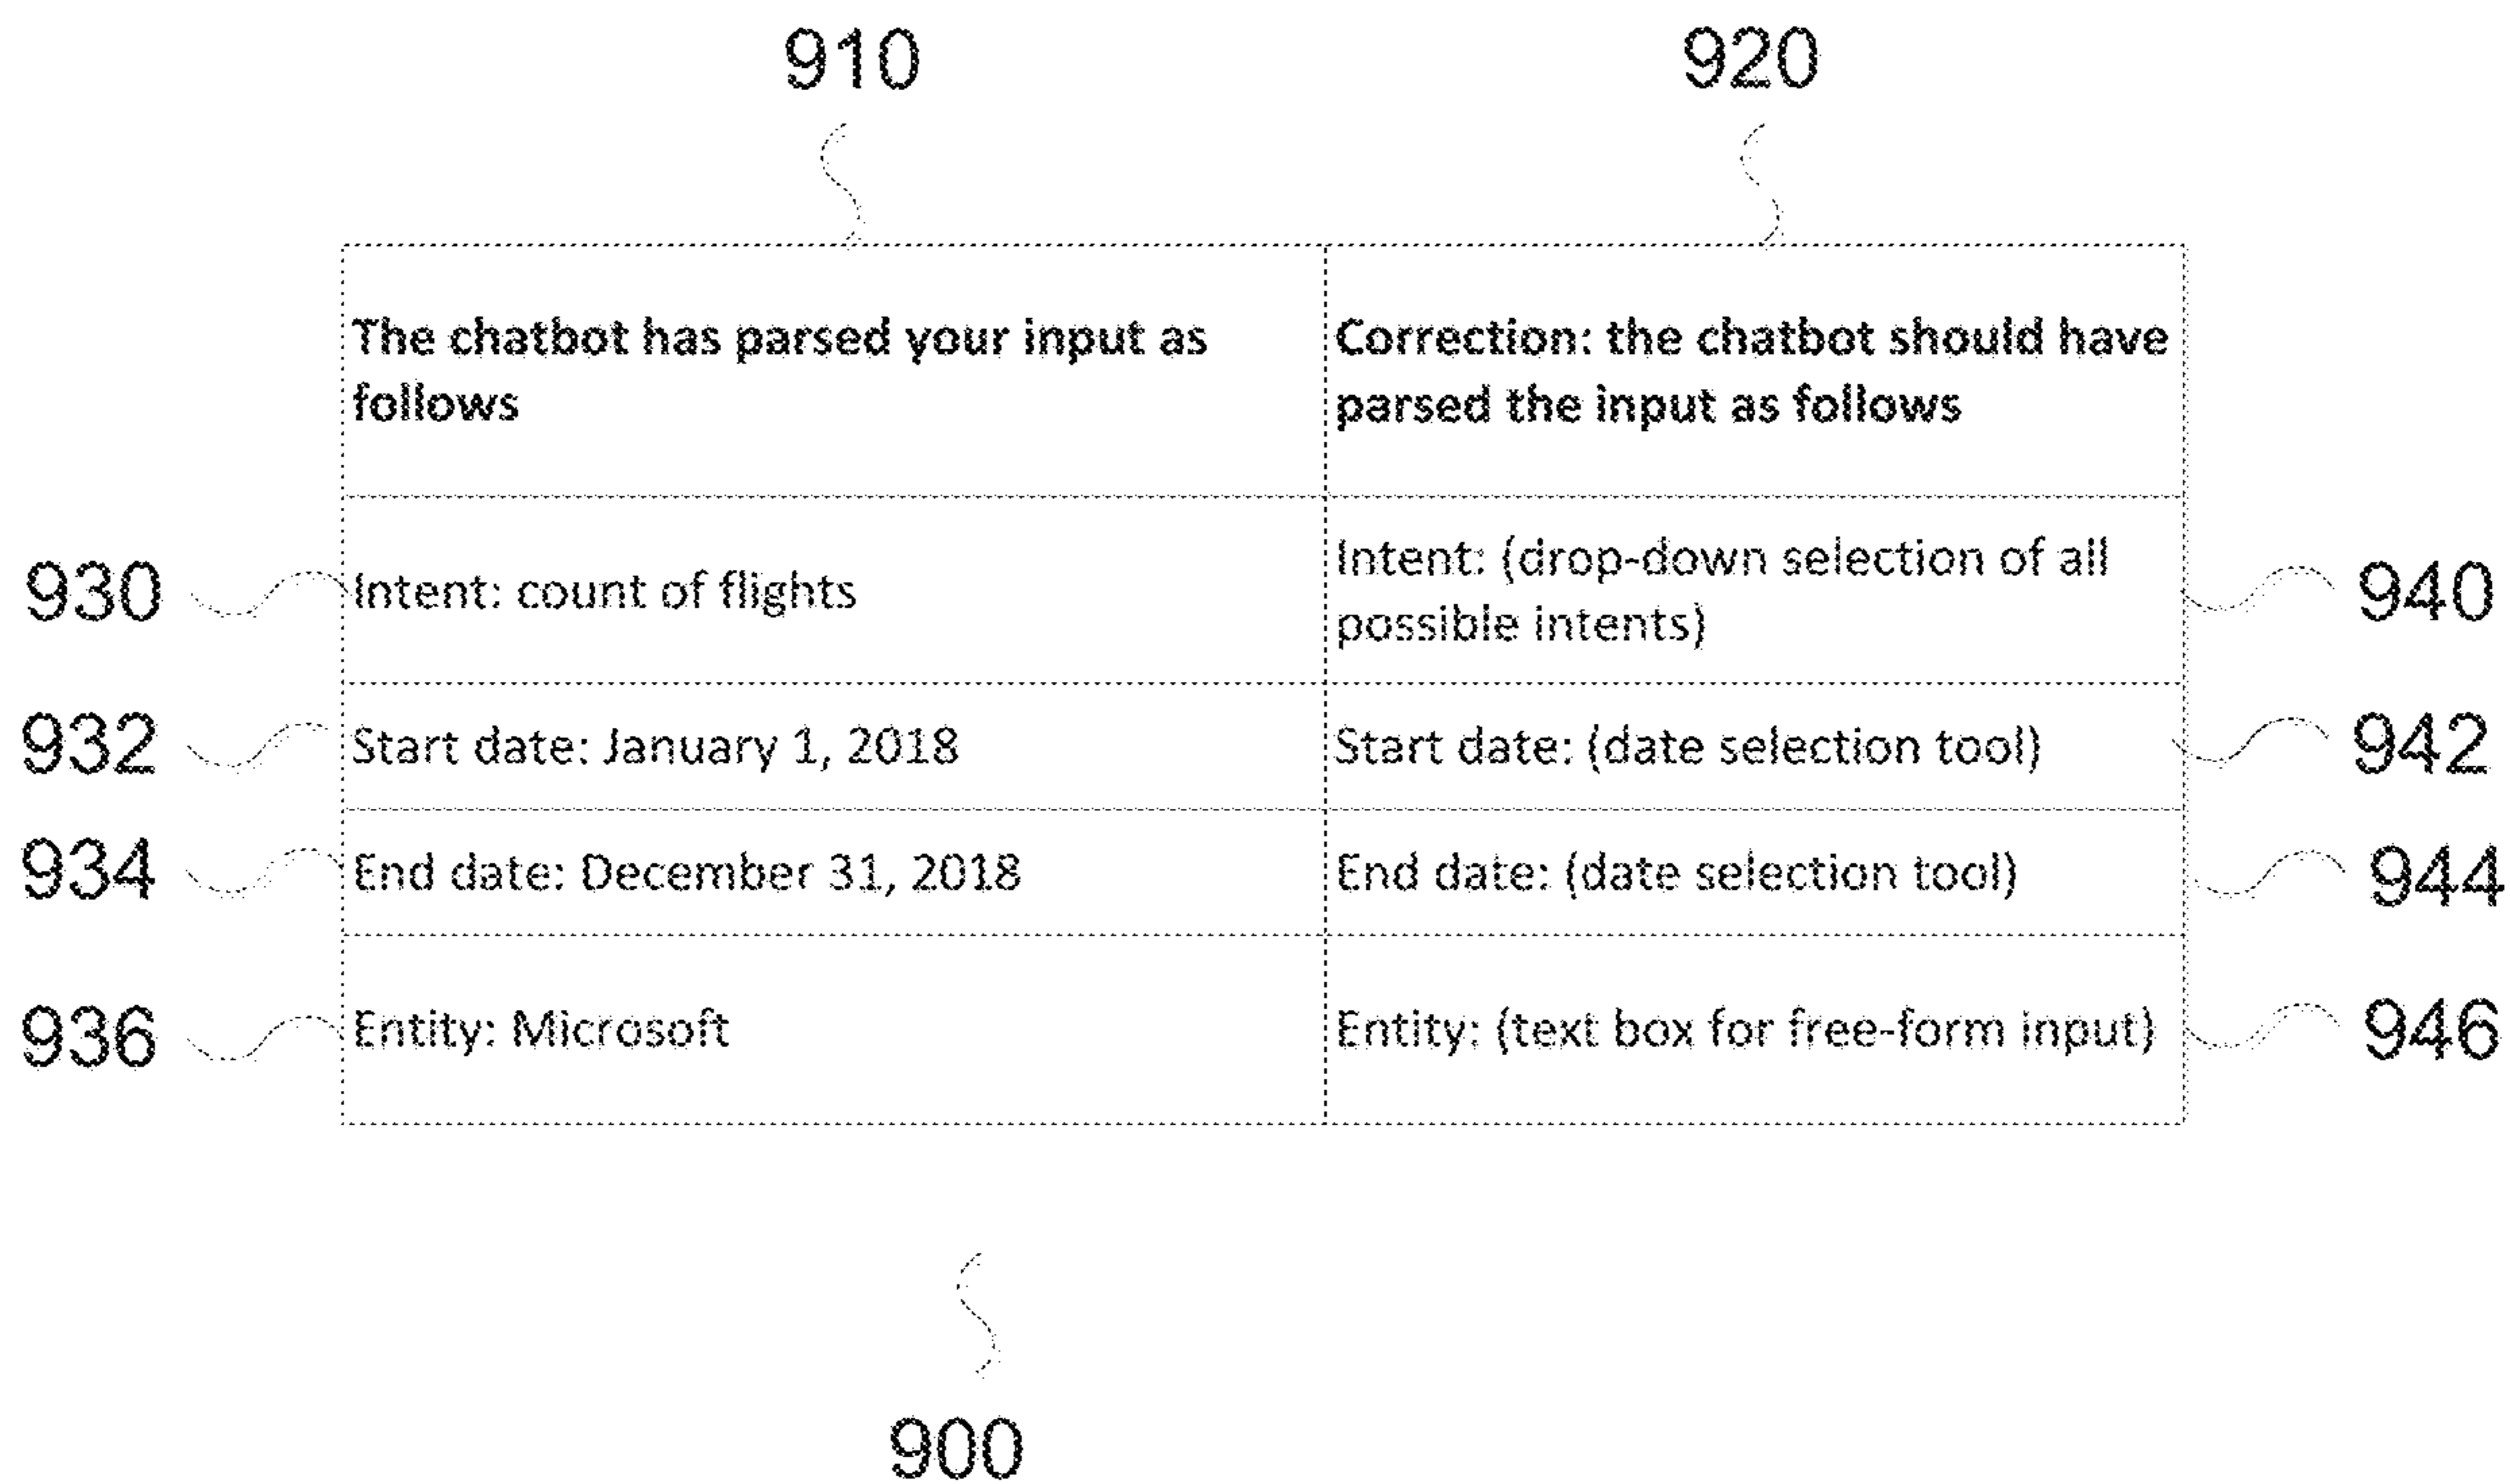 910
920
The chatbot has parsed your input as
follows
Correction: the chatbot should have
parsed the input as follows
930
Intent: count of flights
Intent: (drop-down selection of all
possible intents)
940
932
Start date: January 1, 2018
Start date: (date selection tool)
942
934
End date: December 31, 2018
End date: (date selection tool)
944
936
Entity: Microsoft
Entity: (text box for free-form input)
946
900